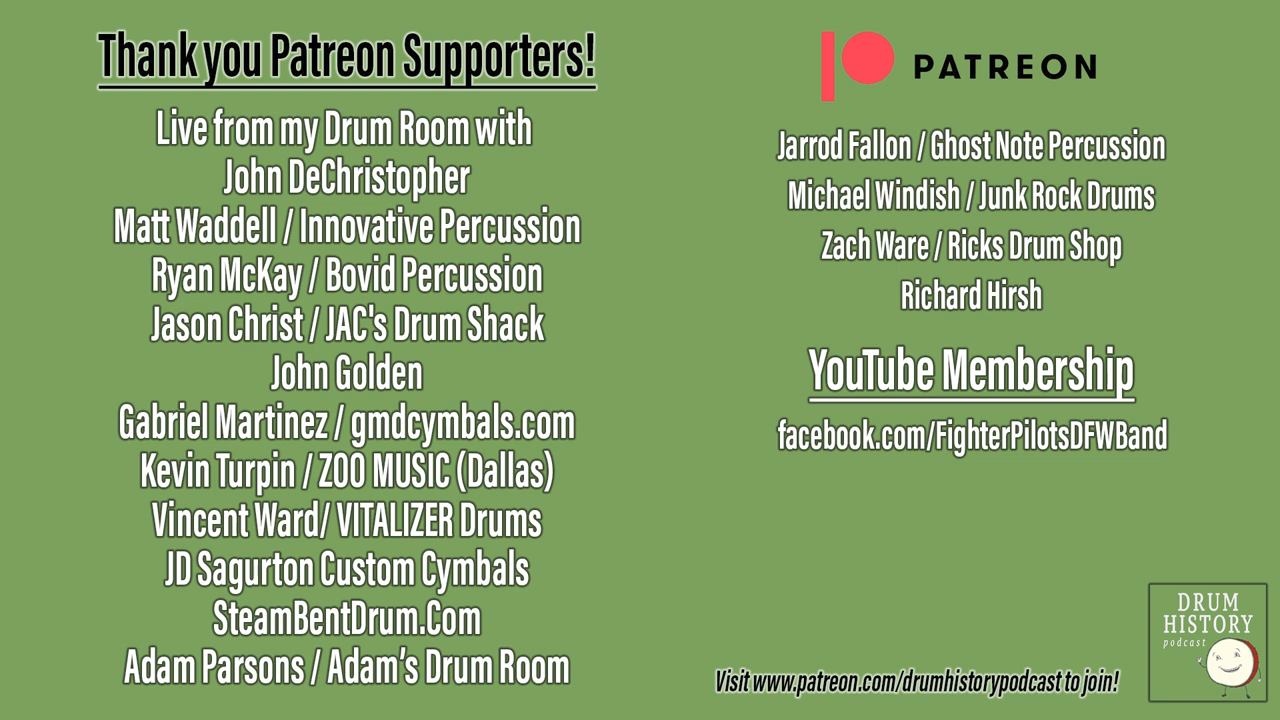 Thank you Patreon Supporters!
Live from my Drum Room with
John DeChristopher
Matt Waddell / Innovative Percussion
Ryan McKay / Bovid Percussion
Jason Christ / JAC's Drum Shack
John Golden
Gabriel Martinez / gmdcymbals.com
Kevin Turpin / ZOO MUSIC (Dallas)
Vincent Ward/ VITALIZER Drums
JD Sagurton Custom Cymbals
SteamBentDrum.Com
Adam Parsons / Adam’s Drum Room
PATREON
Jarrod Fallon / Ghost Note Percussion
Michael Windish / Junk Rock Drums
Zach Ware / Ricks Drum Shop
Richard Hirsh
YouTube Membership
facebook.com/FighterPilotsDFWBand
Visit www.patreon.com/drumhistorypodcast to join!
DRUM
HISTORY
podcast